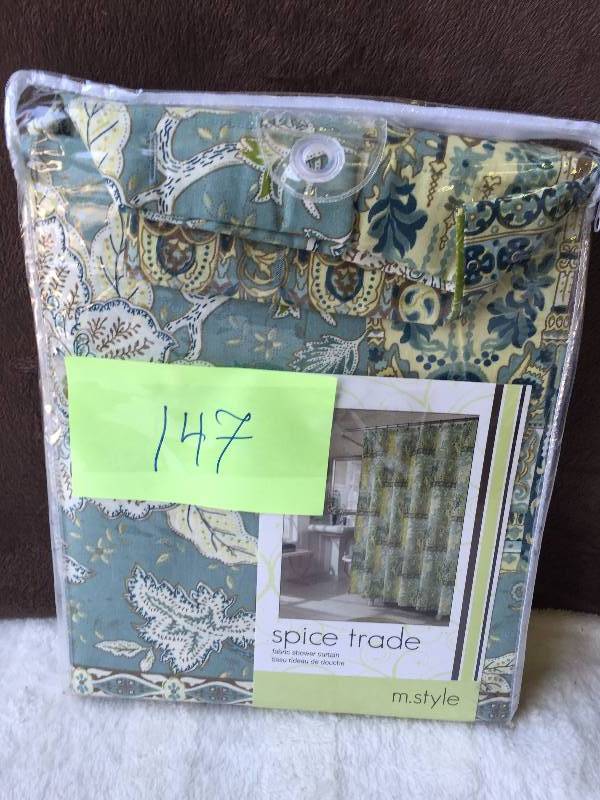 147
spice trade
fabric shower curtain
tissu rideau de douche
m.style